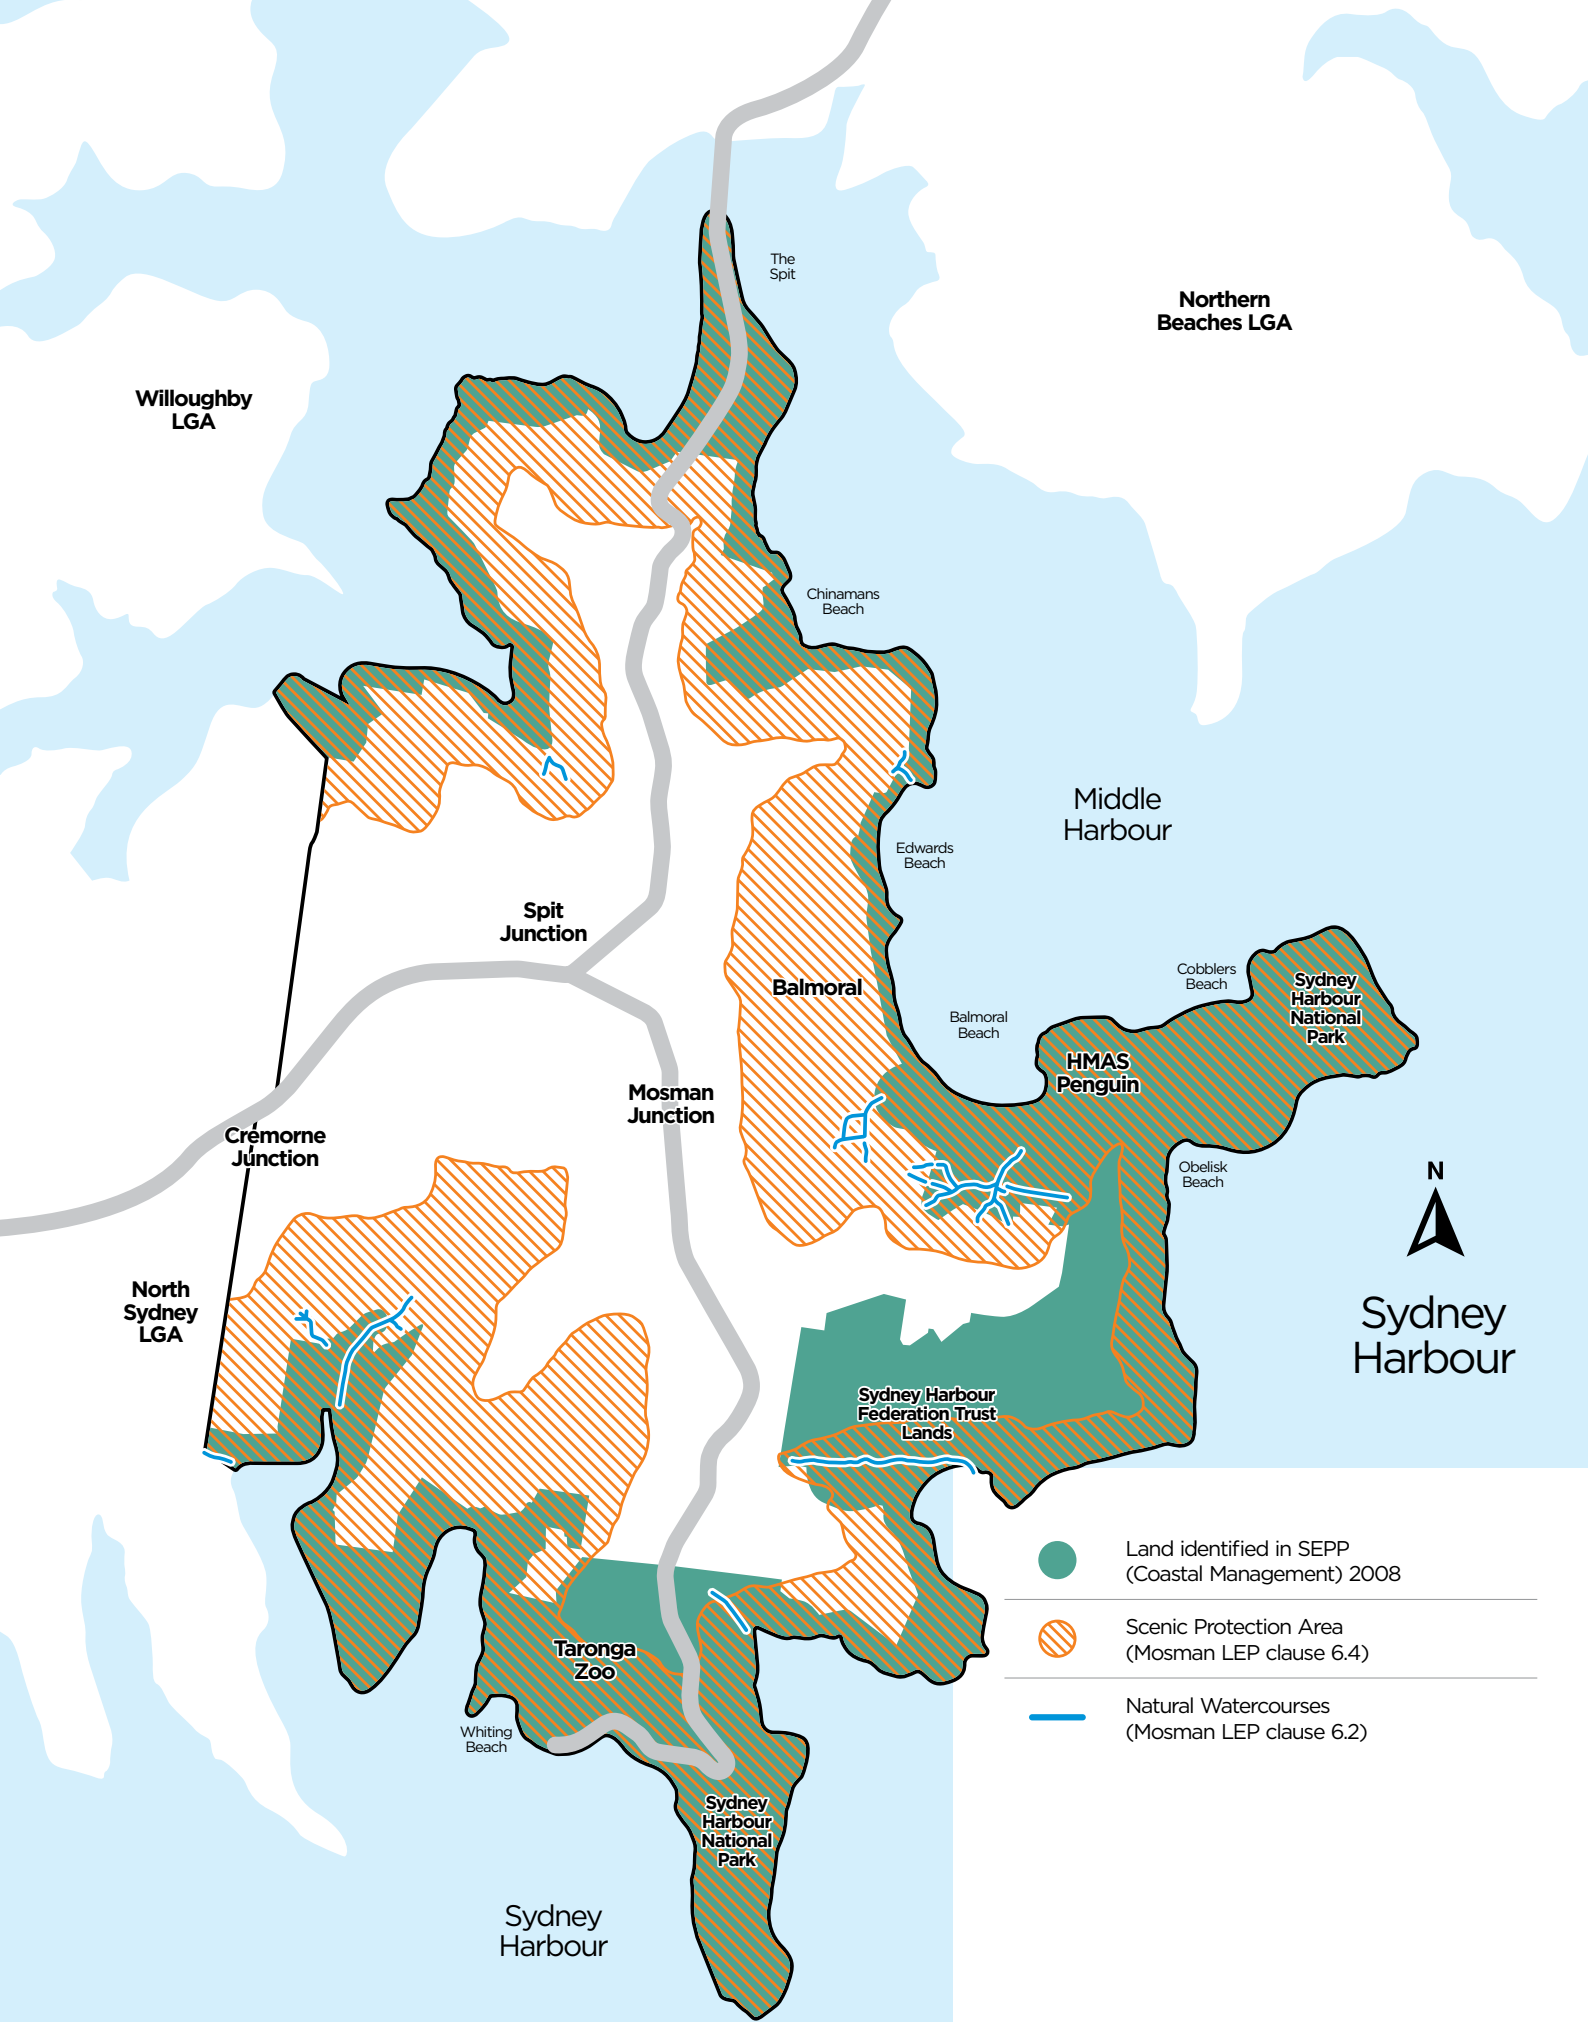 The
Spit
Northern
Beaches LGA
Willoughby
LGA
Chinamans
Beach
Middle
Harbour
Edwards
Beach
Spit
Junction
Cobblers
Beach
Sydney
Harbour
National
Park
Balmoral
Balmoral
Beach
HMAS
Penguin
Mosman
Junction
Cremorne
Junction
Obelisk
Beach
N
North
Sydney
LGA
Sydney
Harbour
Sydney Harbour
Federation Trust
Lands
Land identified in SEPP
(Coastal Management) 2008
Scenic Protection Area
(Mosman LEP clause 6.4)
Natural Watercourses
(Mosman LEP clause 6.2)
Taronga
Zoo
Whiting
Beach
Sydney
Harbour
National
Park
Sydney
Harbour